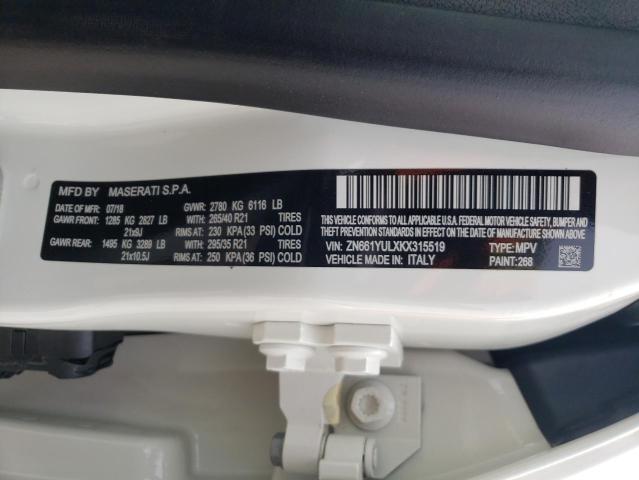 MFD BY MASERATI S.P.A.
DATE OF MFD: 07/18 GVWR: 2780 KG 6116 LB
GAWR FRONT: 1285 KG 2827 LB WITH: 265/40 R21 TIRES
21x9J RIMS AT: 230 KPA (33 PSI) COLD
GAWR REAR: 1495 KG 3289 LB WITH: 295/35 R21 TIRES
21x10.5J RIMS AT: 250 KPA (36 PSI) COLD
THIS VEHICLE CONFORMS TO ALL APPLICABLE U.S. FEDERAL MOTOR VEHICLE SAFETY, BUMPER AND
THEFT PREVENTION STANDARDS IN EFFECT ON THE DATE OF MANUFACTURE SHOWN ABOVE.
VIN: ZN661YULXKX315519 TYPE: MPV
VEHICLE MADE IN: ITALY PAINT: 268